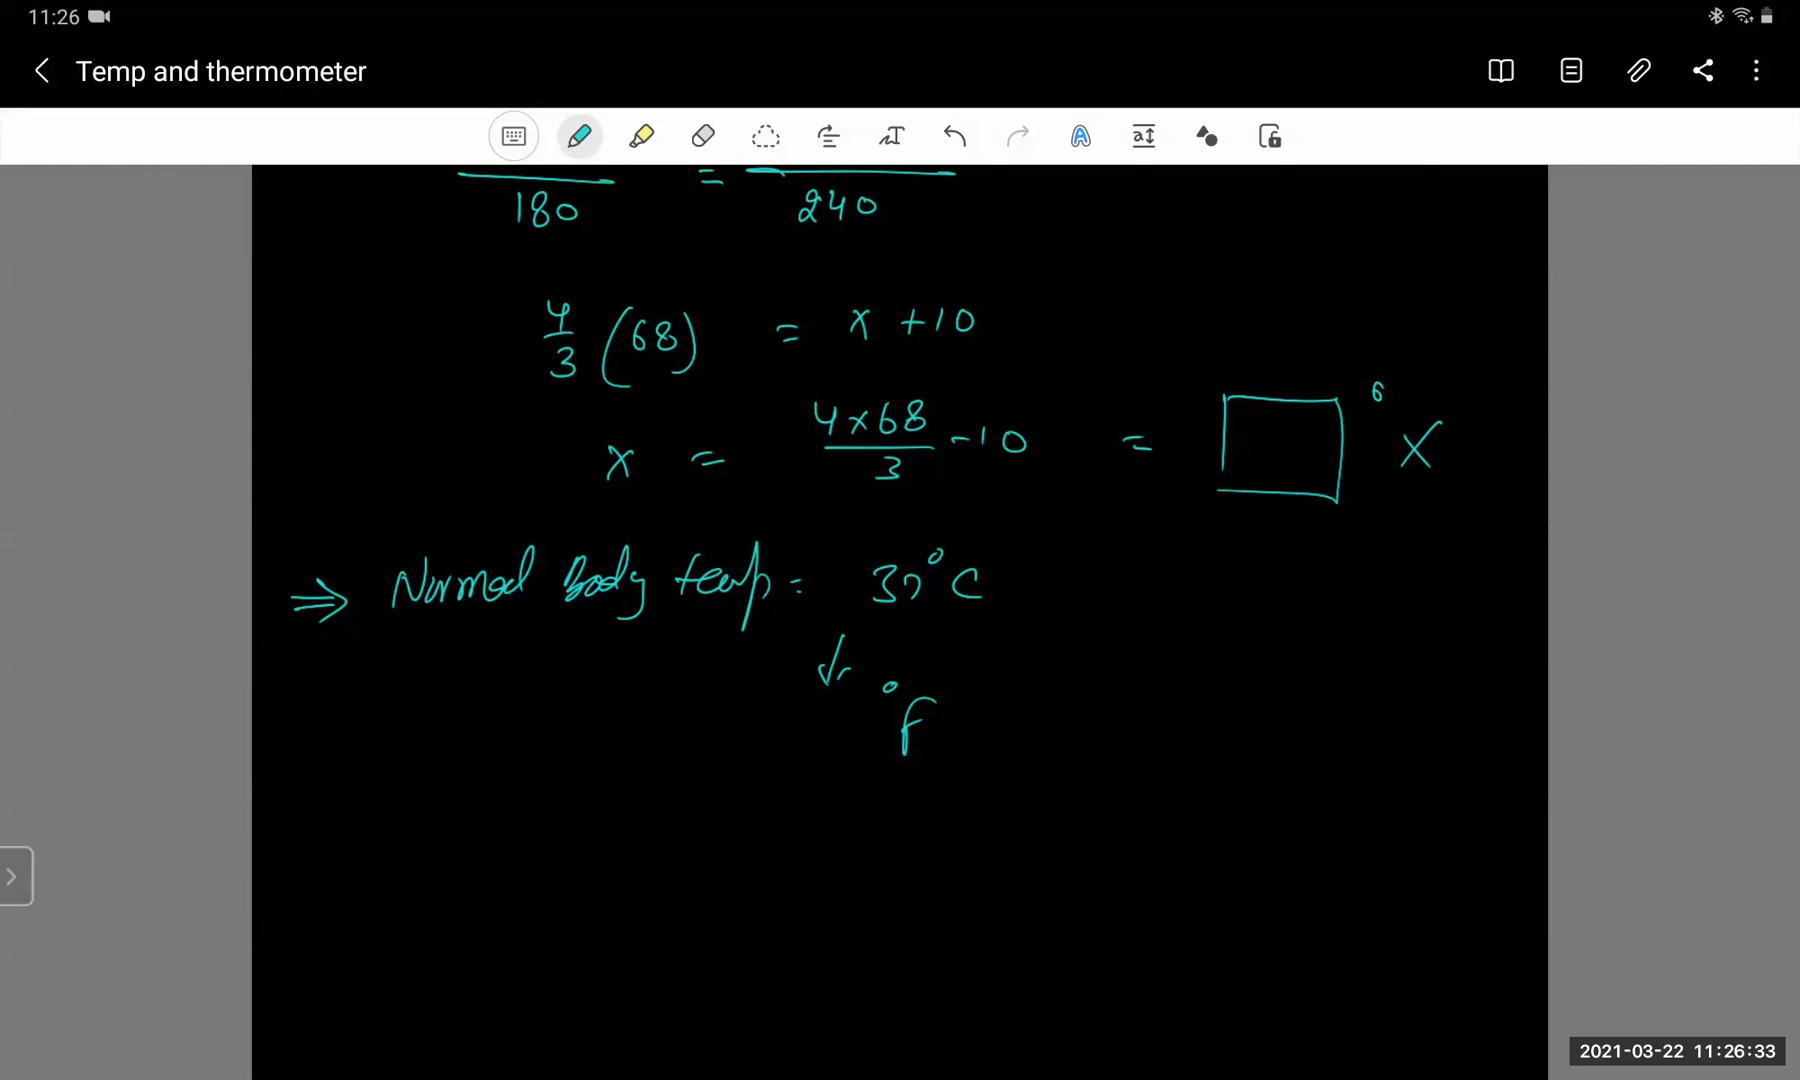 11:26
Temp and thermometer
180 = 240
4/3 (68) = x + 10
x = 4 x 68/3 - 10 = °X
⇒ Normal Body temp = 37°C
°F
2021-03-22 11:26:33